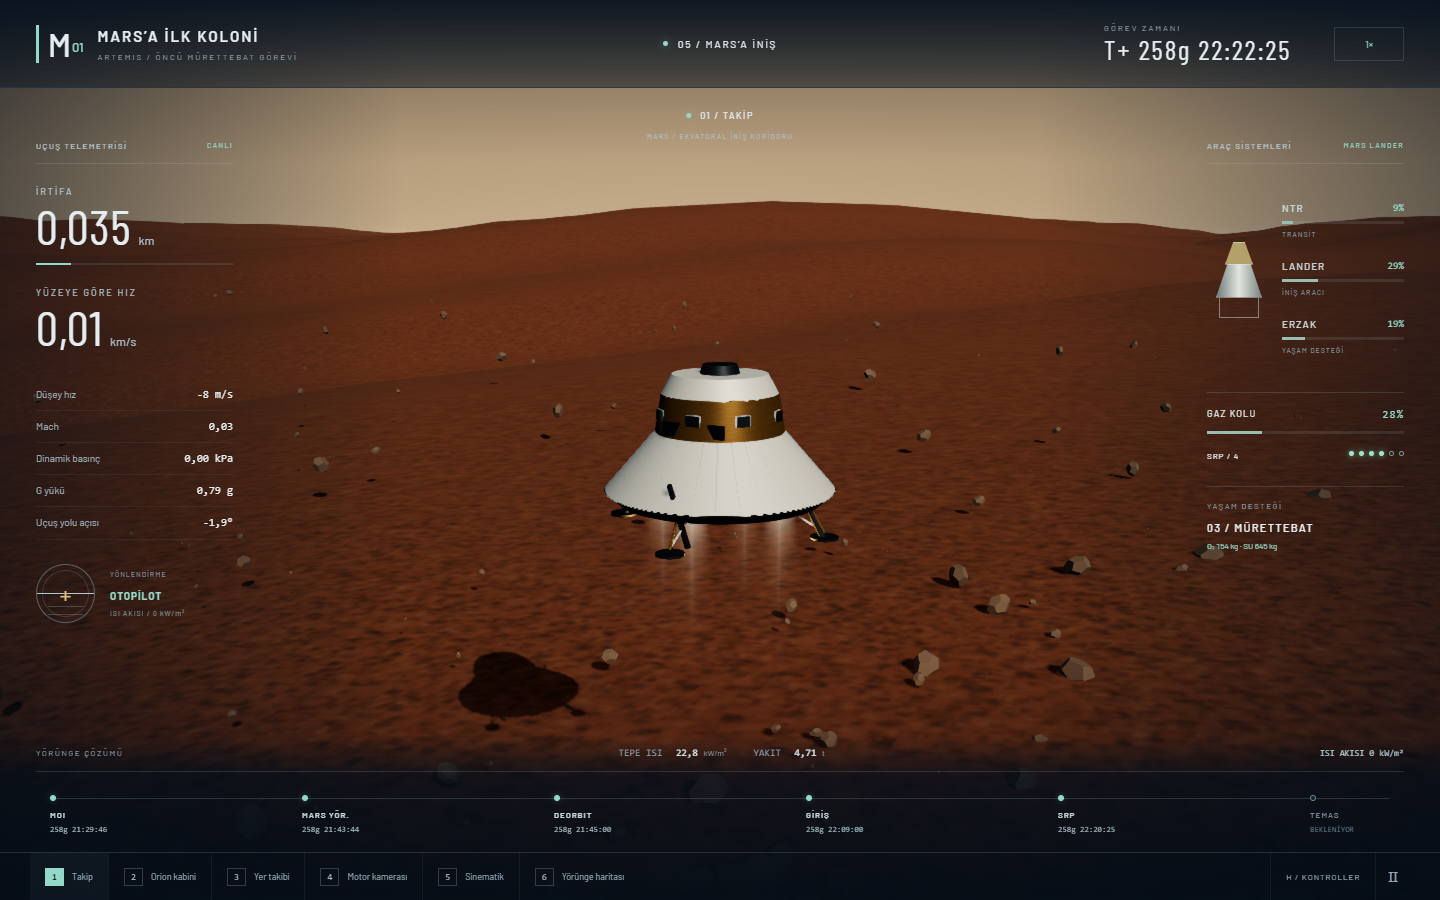 M01
MARS'A İLK KOLONİ
ARTEMIS / ÖNCÜ MÜRETTEBAT GÖREVİ
05 / MARS'A İNİŞ
GÖREV ZAMANI
T+ 258g 22:22:25
1×
01 / TAKİP
MARS / EKVATORAL İNİŞ KORİDORU
UÇUŞ TELEMETRİSİ
CANLI
İRTİFA
0,035 km
YÜZEYE GÖRE HIZ
0,01 km/s
Düşey hız -8 m/s
Mach 0,03
Dinamik basınç 0,00 kPa
G yükü 0,79 g
Uçuş yolu açısı -1,9°
YÖNLENDİRME
OTOPİLOT
ISI AKISI / 0 kW/m²
ARAÇ SİSTEMLERİ
MARS LANDER
NTR 9%
TRANSİT
LANDER 29%
İNİŞ ARACI
ERZAK 19%
YAŞAM DESTEĞİ
GAZ KOLU 28%
SRP / 4
YAŞAM DESTEĞİ
03 / MÜRETTEBAT
O₂ 154 kg · SU 645 kg
YÖRÜNGE ÇÖZÜMÜ
TEPE ISI 22,8 kW/m²
YAKIT 4,71 t
ISI AKISI 0 kW/m²
MOI
258g 21:29:46
MARS YÖR.
258g 21:43:44
DEORBIT
258g 21:45:00
GİRİŞ
258g 22:09:00
SRP
258g 22:20:25
TEMAS
BEKLENİYOR
1 Takip
2 Orion kabini
3 Yer takibi
4 Motor kamerası
5 Sinematik
6 Yörünge haritası
H / KONTROLLER
II